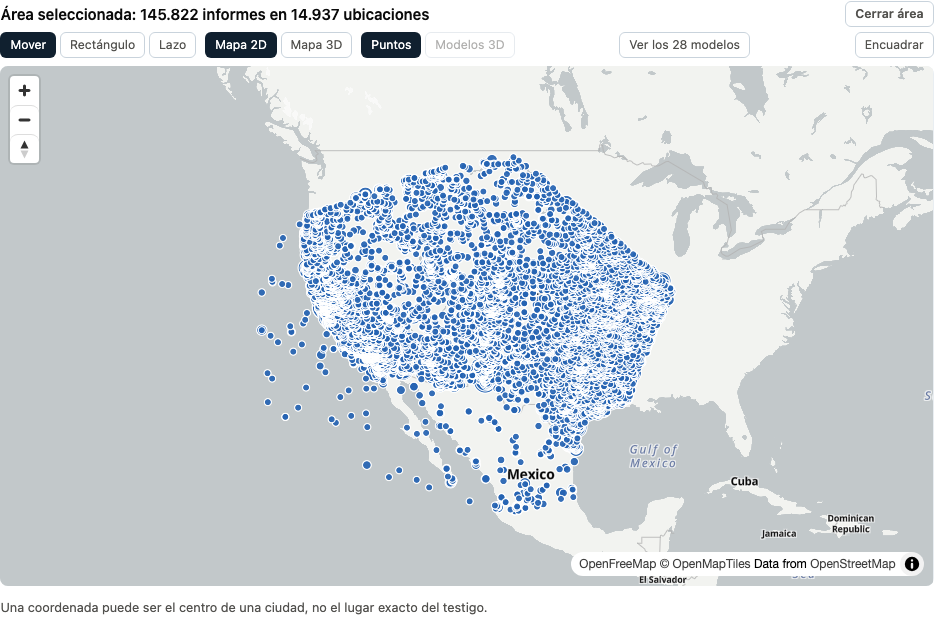 Área seleccionada: 145.822 informes en 14.937 ubicaciones
Cerrar área
Mover Rectángulo Lazo Mapa 2D Mapa 3D Puntos Modelos 3D Ver los 28 modelos Encuadrar
S
Gulf of
Mexico
Mexico
Cuba
Dominican
Republic
Jamaica
OpenFreeMap © OpenMapTiles Data from OpenStreetMap
El Salvador
Una coordenada puede ser el centro de una ciudad, no el lugar exacto del testigo.